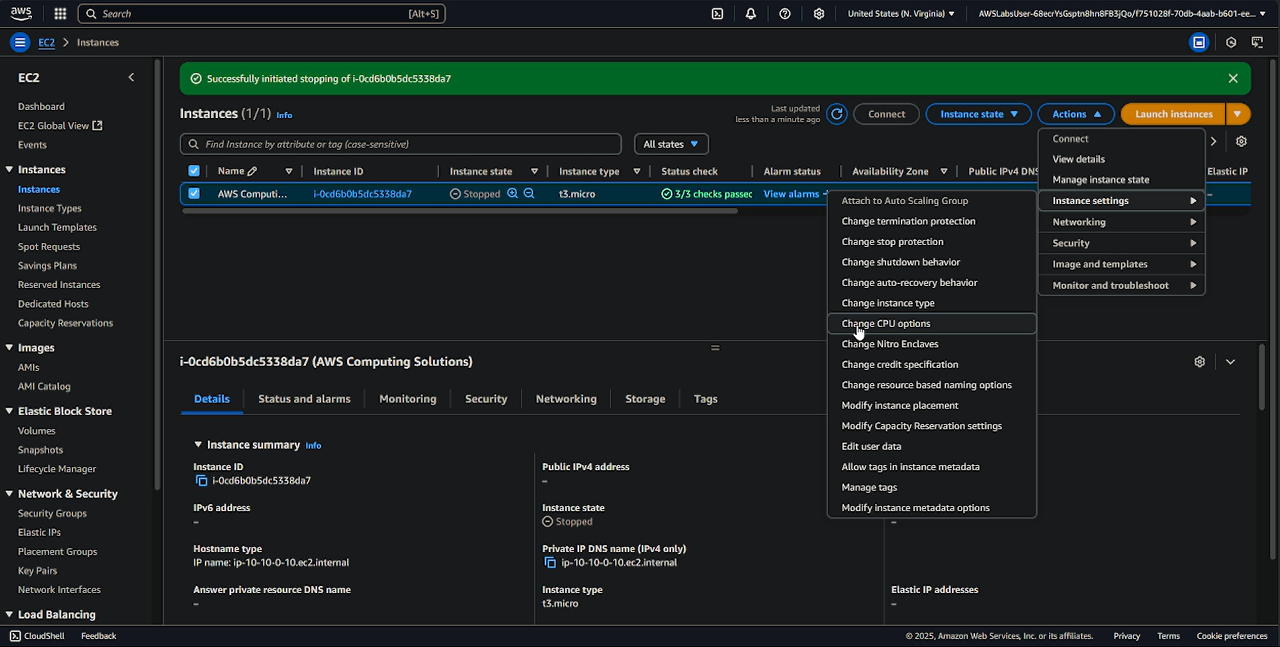 aws
Search [Alt+S]
United States (N. Virginia)
AWSLabsUser-68ecrYsGsptn8hn8FB3jQo/f751028f-70db-4aab-b601-ee...
EC2 > Instances
EC2
Dashboard
EC2 Global View
Events
Instances
Instances
Instance Types
Launch Templates
Spot Requests
Savings Plans
Reserved Instances
Dedicated Hosts
Capacity Reservations
Images
AMIs
AMI Catalog
Elastic Block Store
Volumes
Snapshots
Lifecycle Manager
Network & Security
Security Groups
Elastic IPs
Placement Groups
Key Pairs
Network Interfaces
Load Balancing
Successfully initiated stopping of i-0cd6b0b5dc5338da7
Instances (1/1) Info
Last updated
less than a minute ago
Connect
Instance state
Actions
Launch instances
Find Instance by attribute or tag (case-sensitive)
All states
Name Instance ID Instance state Instance type Status check Alarm status Availability Zone Public IPv4 DNS Elastic IP
AWS Computi... i-0cd6b0b5dc5338da7 Stopped t3.micro 3/3 checks passec View alarms –
Connect
View details
Manage instance state
Instance settings
Networking
Security
Image and templates
Monitor and troubleshoot
Attach to Auto Scaling Group
Change termination protection
Change stop protection
Change shutdown behavior
Change auto-recovery behavior
Change instance type
Change CPU options
Change Nitro Enclaves
Change credit specification
Change resource based naming options
Modify instance placement
Modify Capacity Reservation settings
Edit user data
Allow tags in instance metadata
Manage tags
Modify instance metadata options
i-0cd6b0b5dc5338da7 (AWS Computing Solutions)
Details Status and alarms Monitoring Security Networking Storage Tags
Instance summary Info
Instance ID
i-0cd6b0b5dc5338da7
Public IPv4 address
–
IPv6 address
–
Instance state
Stopped
–
Hostname type
IP name: ip-10-10-0-10.ec2.internal
Private IP DNS name (IPv4 only)
ip-10-10-0-10.ec2.internal
Answer private resource DNS name
–
Instance type
t3.micro
Elastic IP addresses
–
CloudShell Feedback
© 2025, Amazon Web Services, Inc. or its affiliates. Privacy Terms Cookie preferences